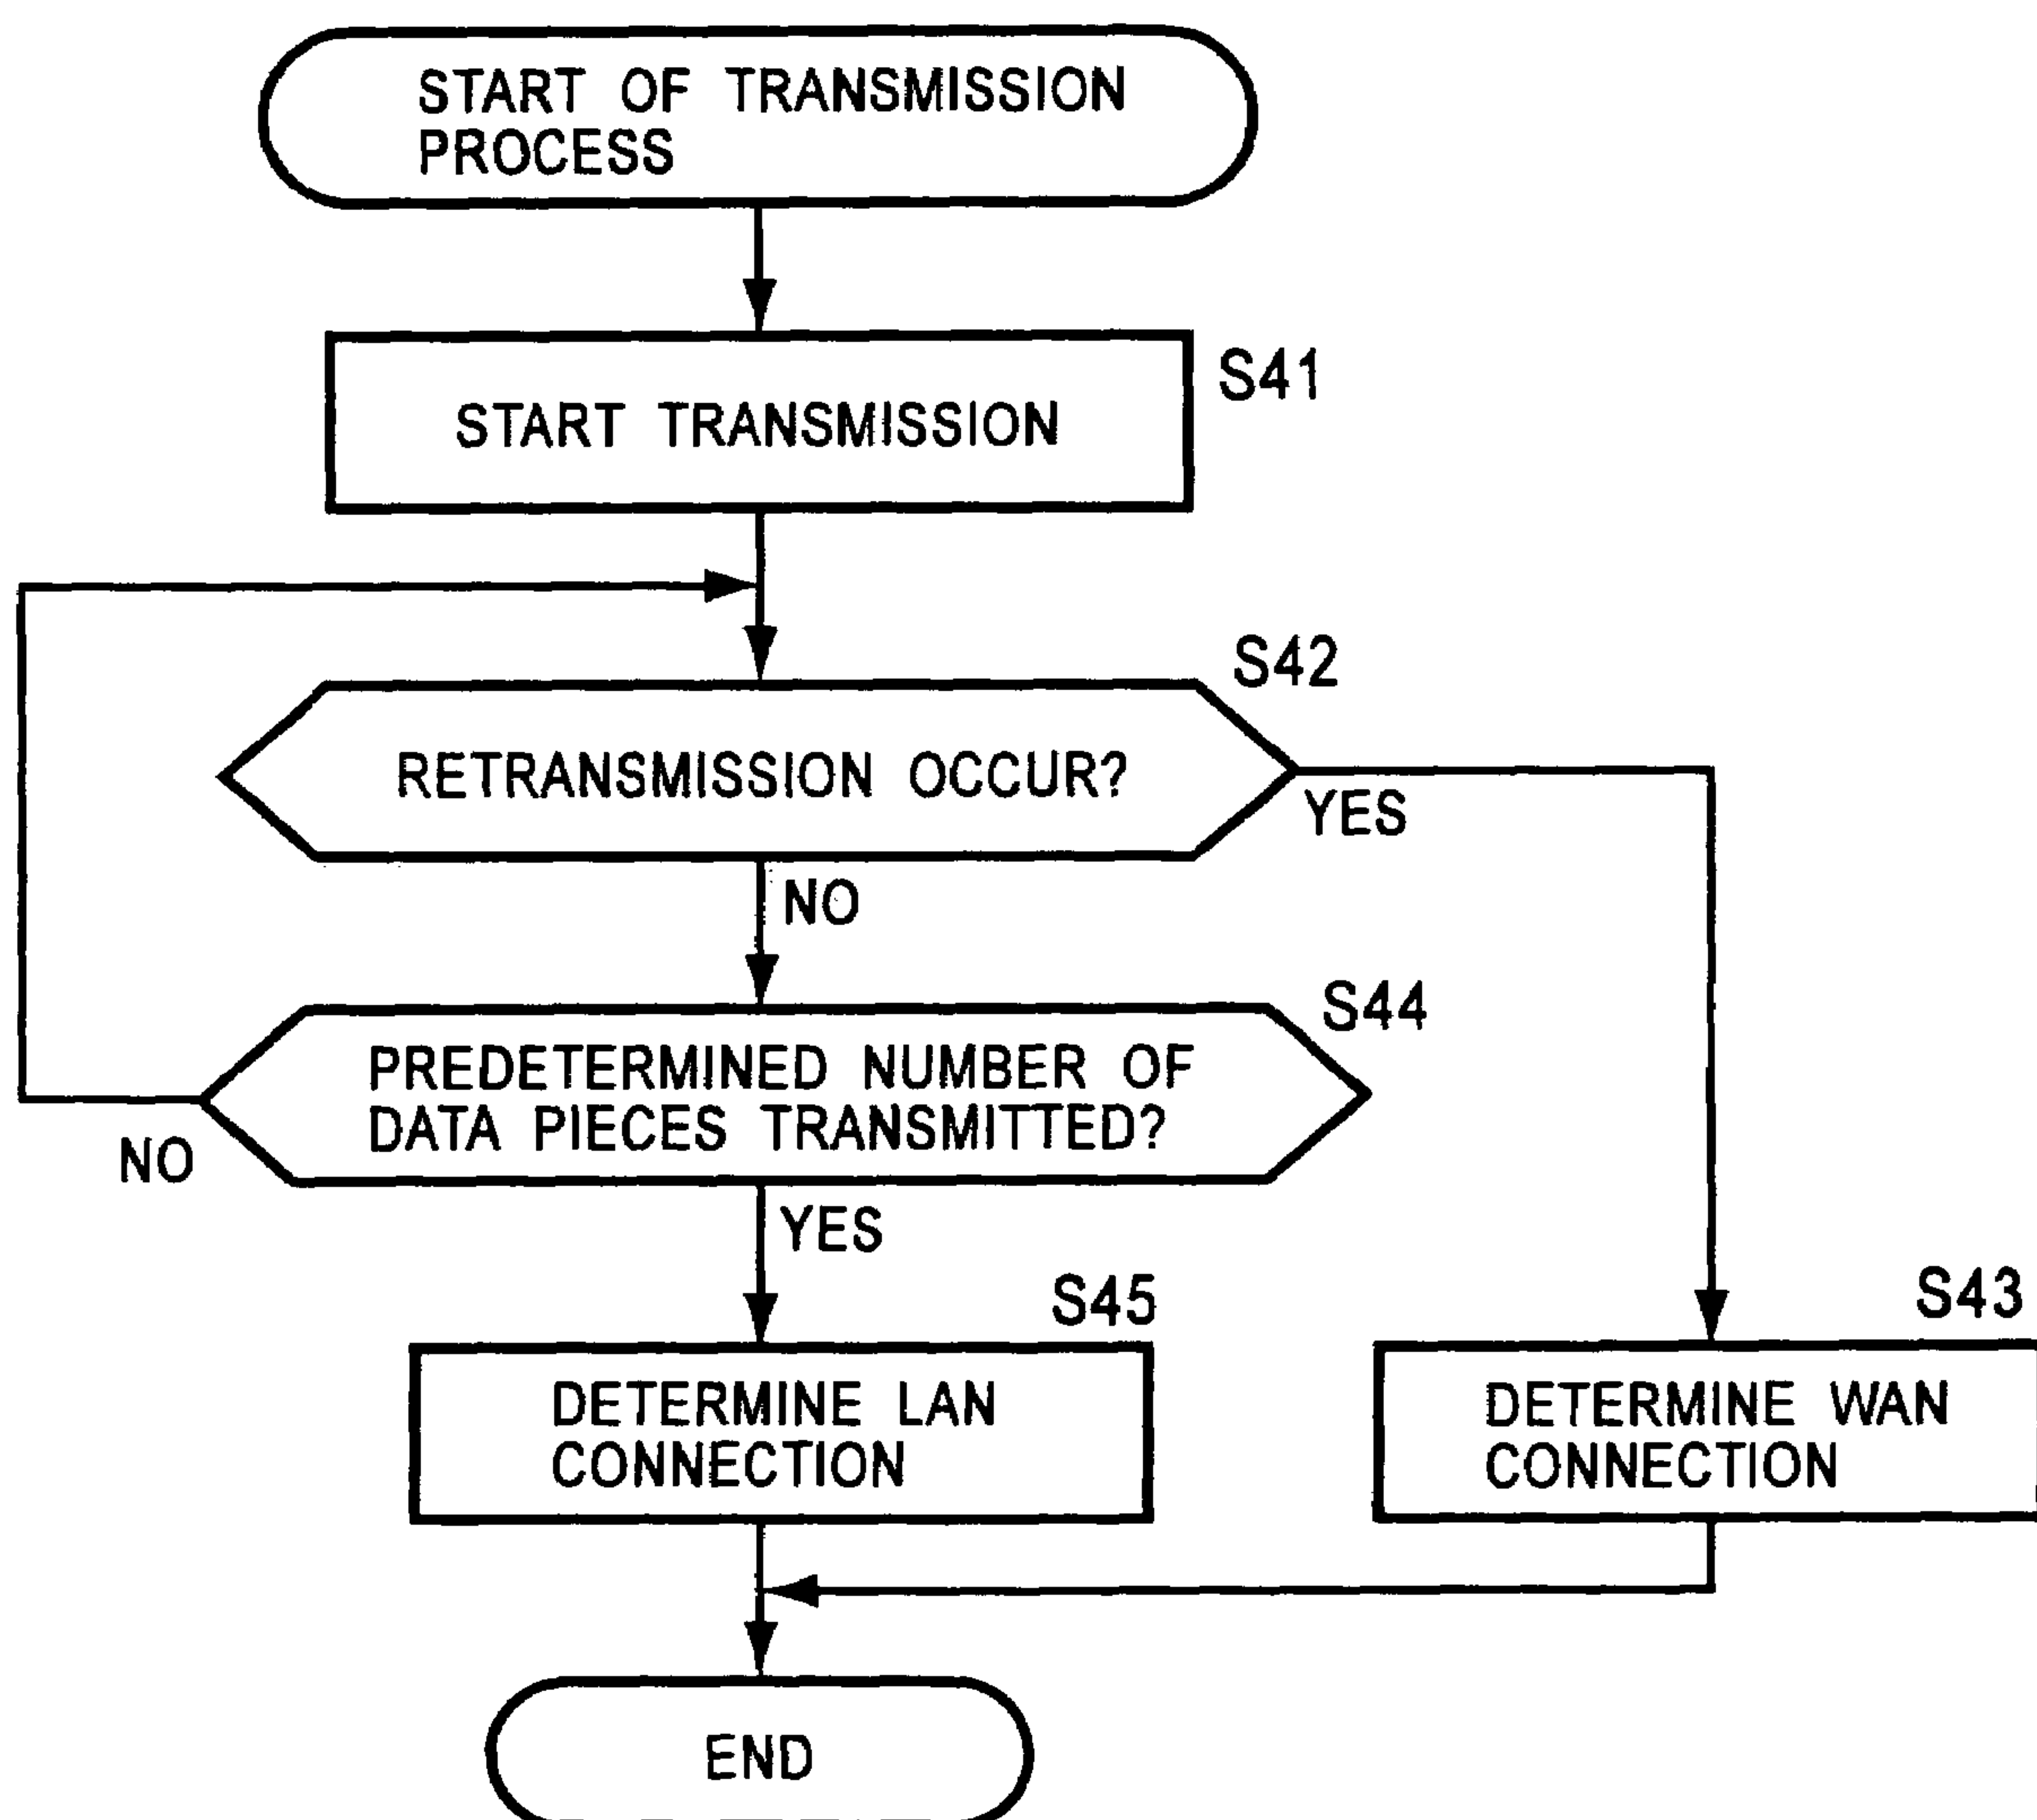 START OF TRANSMISSION
PROCESS
S41
START TRANSMISSION
S42
RETRANSMISSION OCCUR?
YES
NO
S44
PREDETERMINED NUMBER OF
DATA PIECES TRANSMITTED?
NO
YES
S45
DETERMINE LAN
CONNECTION
S43
DETERMINE WAN
CONNECTION
END